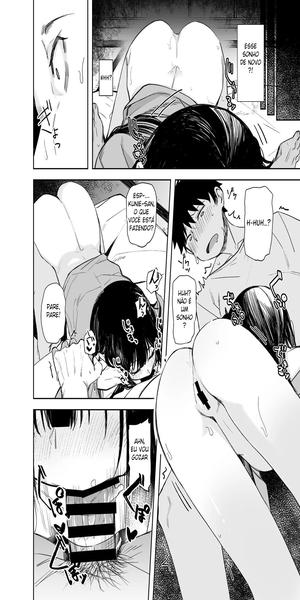 ESSE
SONHO
DE NOVO
?!
EHH?
H-HUH...?
ESP-...
KUNIE-SAN,
O QUE
VOCÊ ESTÁ
FAZENDO?
HUH?
NÃO É
UM SONHO
?
PARE,
PARE!
AHN,
EU VOU
GOZAR